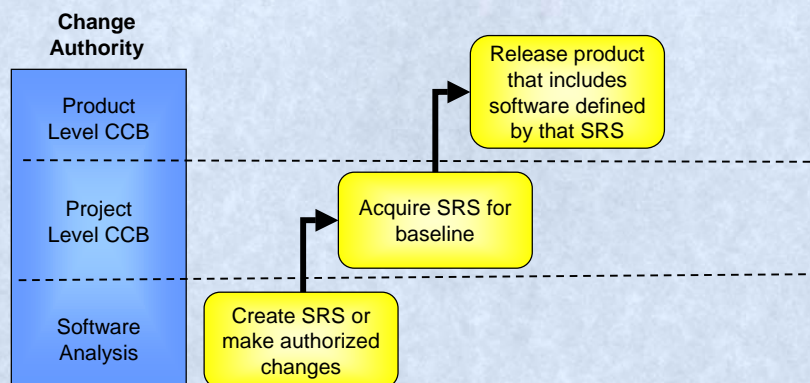 Change
Authority
Product
Level CCB
Project
Level CCB
Software
Analysis
Release product
that includes
software defined
by that SRS
Acquire SRS for
baseline
Create SRS or
make authorized
changes